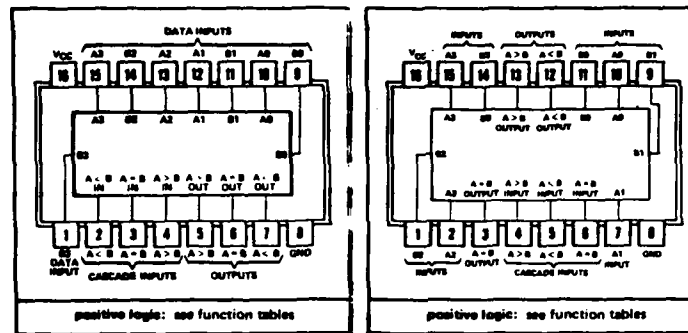 DATA INPUTS
VCC A3 B2 A2 A1 B1 A0 B0
16 15 14 13 12 11 10 9
A3 B2 A2 A1 B1 A0
B3 B0
A < B A = B A > B A > B A = B A < B
IN IN IN OUT OUT OUT
1 2 3 4 5 6 7 8
B3 A < B A = B A > B A > B A = B A < B GND
DATA
INPUT
CASCADE INPUTS OUTPUTS
positive logic: see function tables
INPUTS OUTPUTS INPUTS
VCC A3 A > B A < B B0 A0 B1
16 15 14 13 12 11 10 9
A3 A > B A < B B0 A0
OUTPUT OUTPUT
B2 B1
A2 A = B A > B A < B A = B A1
OUTPUT INPUT INPUT INPUT
1 2 3 4 5 6 7 8
B2 A2 A = B A > B A < B A = B A1 GND
INPUTS OUTPUT CASCADE INPUTS INPUT
positive logic: see function tables